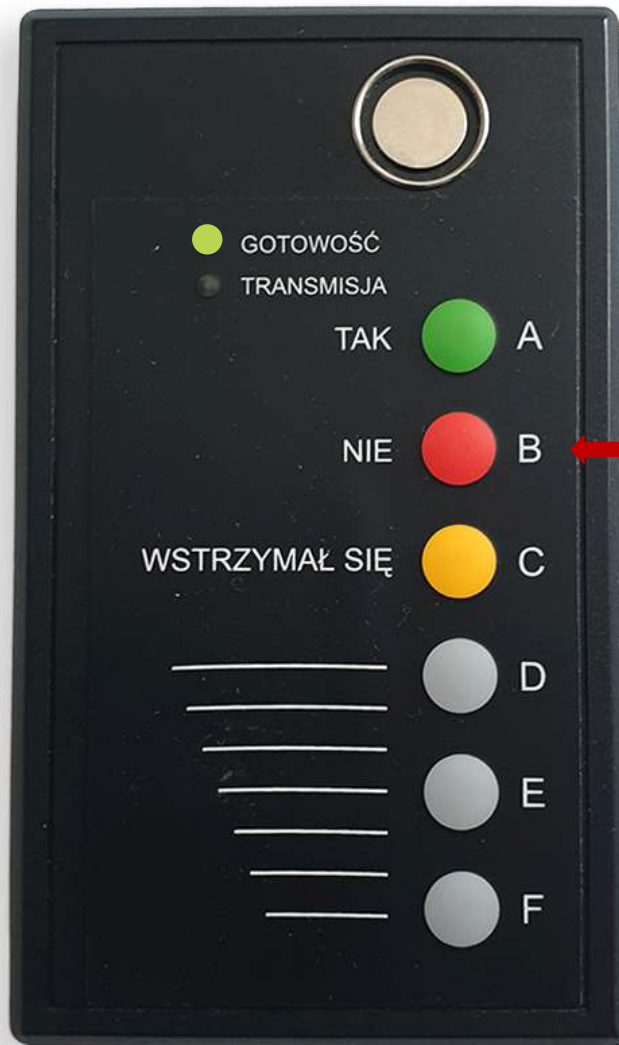 GOTOWOŚĆ
TRANSMISJA
TAK A
NIE B
WSTRZYMAŁ SIĘ C
D
E
F